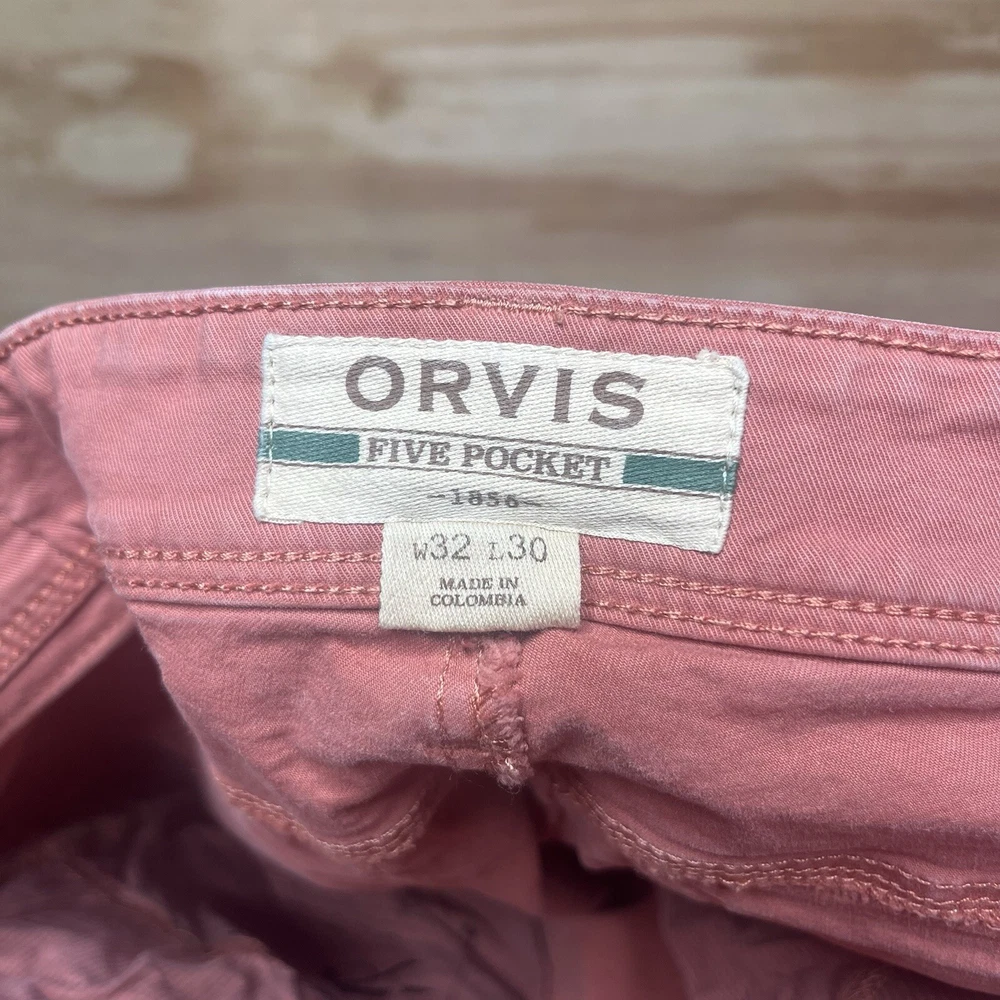 ORVIS
FIVE POCKET
-1856-
W32 L30
MADE IN
COLOMBIA